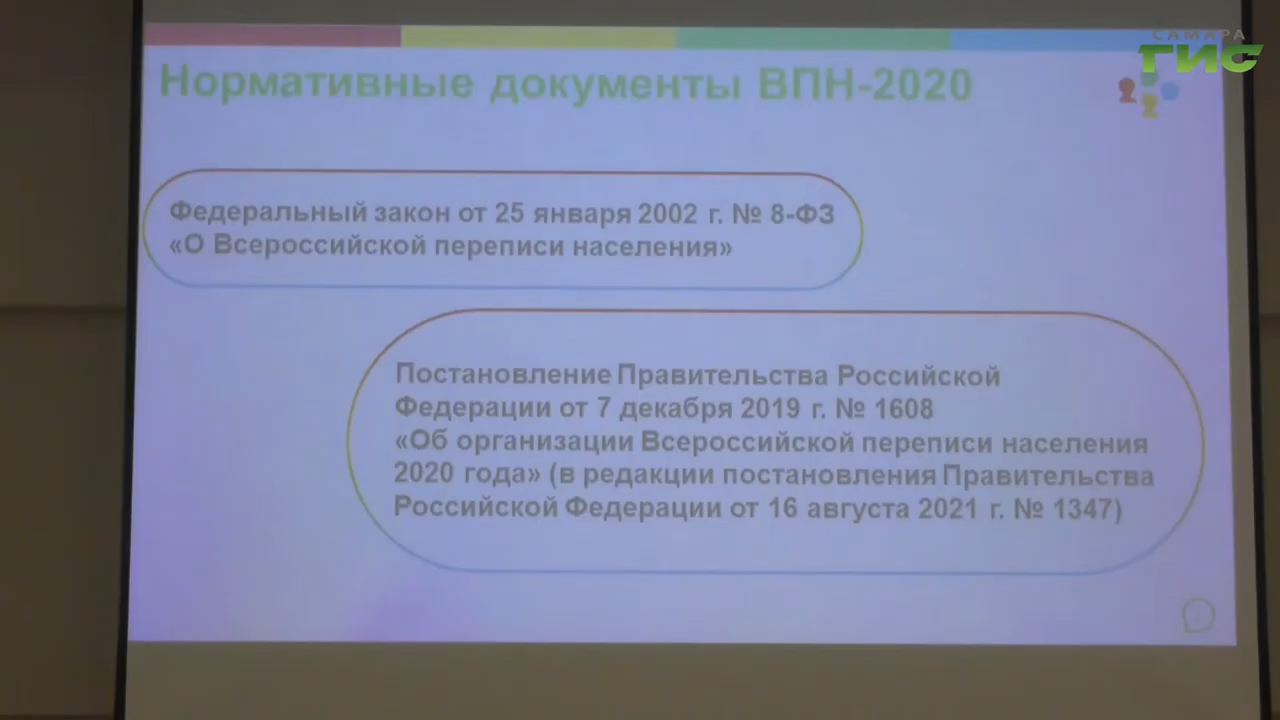 САМАРА
ГИС
Нормативные документы ВПН-2020
Федеральный закон от 25 января 2002 г. № 8-ФЗ
«О Всероссийской переписи населения»
Постановление Правительства Российской
Федерации от 7 декабря 2019 г. № 1608
«Об организации Всероссийской переписи населения
2020 года» (в редакции постановления Правительства
Российской Федерации от 16 августа 2021 г. № 1347)